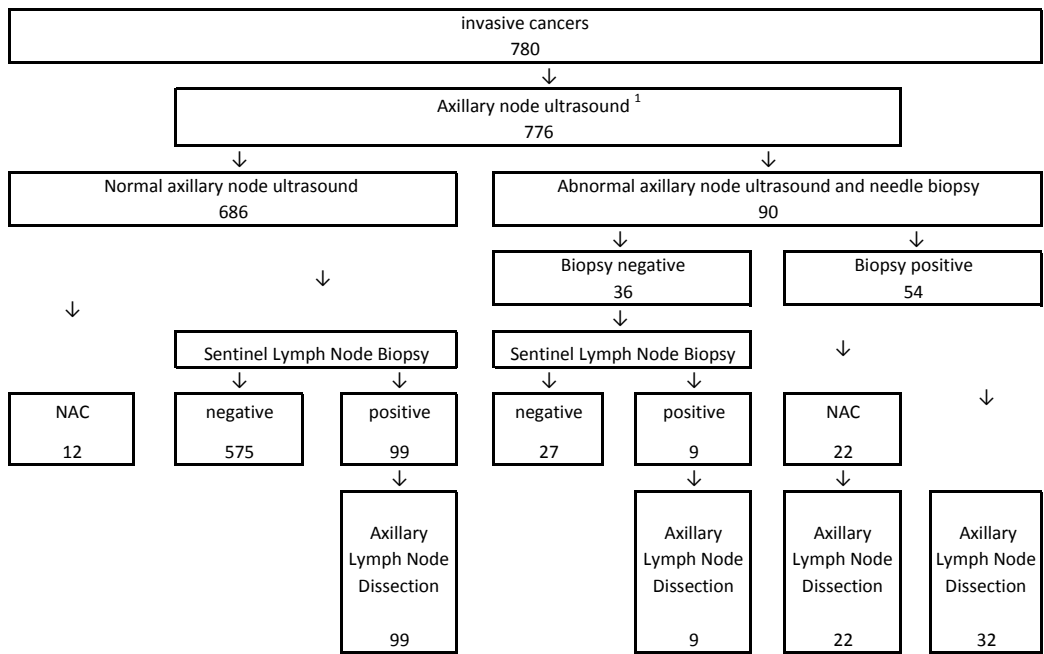 invasive cancers
780
Axillary node ultrasound 1
776
Normal axillary node ultrasound
686
Abnormal axillary node ultrasound and needle biopsy
90
Biopsy negative
36
Biopsy positive
54
Sentinel Lymph Node Biopsy
Sentinel Lymph Node Biopsy
NAC
12
negative
575
positive
99
negative
27
positive
9
NAC
22
Axillary
Lymph Node
Dissection
99
Axillary
Lymph Node
Dissection
9
Axillary
Lymph Node
Dissection
22
Axillary
Lymph Node
Dissection
32